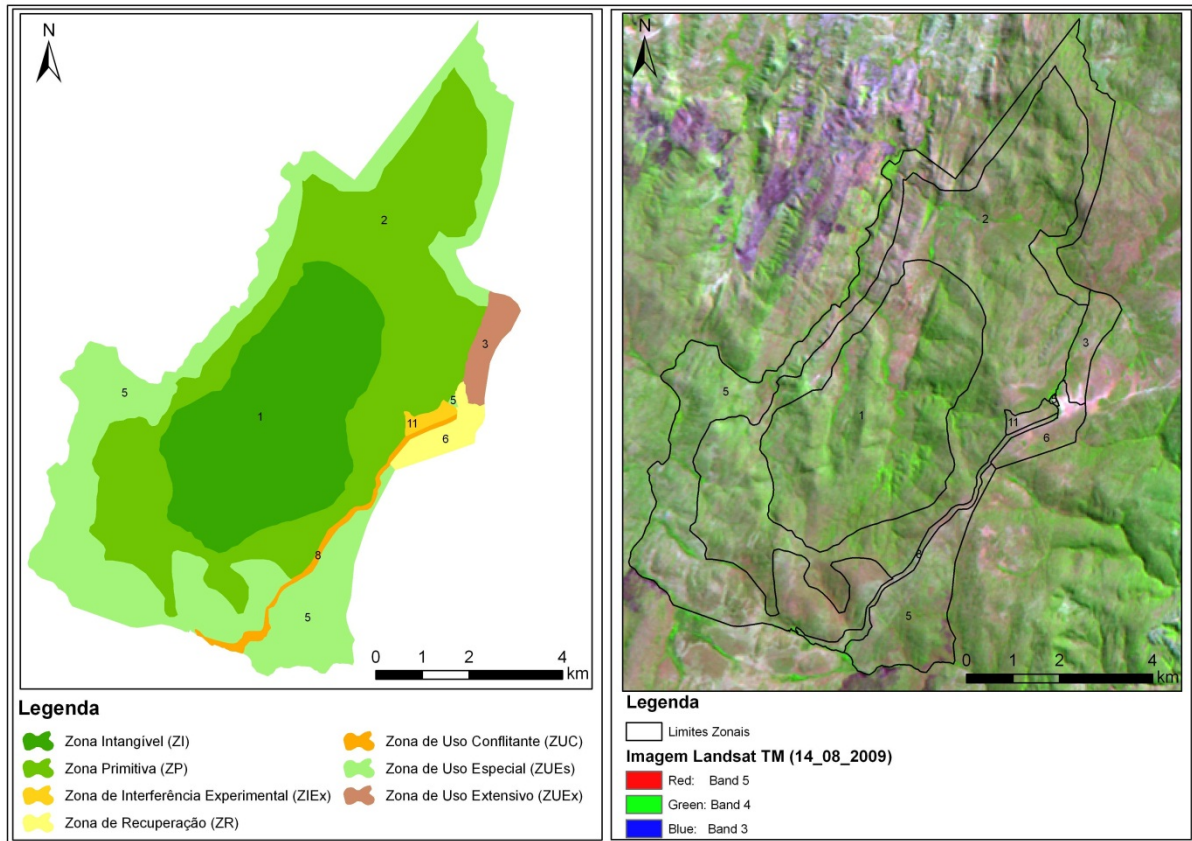 N
2
3
5
5
1
11
6
8
5
0 1 2 4
km
Legenda
Zona Intangível (ZI)
Zona Primitiva (ZP)
Zona de Interferência Experimental (ZIEx)
Zona de Recuperação (ZR)
Zona de Uso Conflitante (ZUC)
Zona de Uso Especial (ZUEs)
Zona de Uso Extensivo (ZUEx)
N
2
3
5
5
1
11
6
8
5
0 1 2 4
km
Legenda
Limites Zonais
Imagem Landsat TM (14_08_2009)
Red: Band 5
Green: Band 4
Blue: Band 3